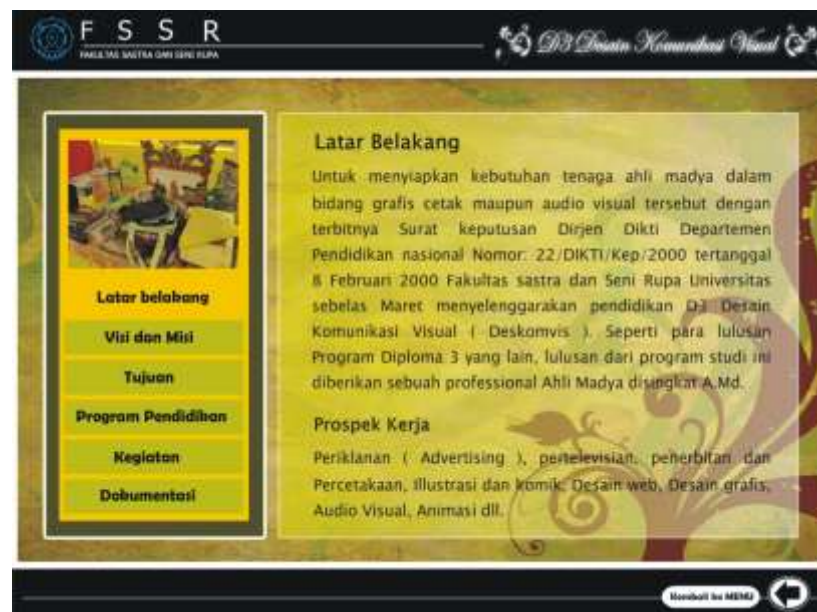 F S S R
FAKULTAS SASTRA DAN SENI RUPA
D3 Desain Komunikasi Visual
Latar belakang
Visi dan Misi
Tujuan
Program Pendidikan
Kegiatan
Dokumentasi
Latar Belakang
Untuk menyiapkan kebutuhan tenaga ahli madya dalam
bidang grafis cetak maupun audio visual tersebut dengan
terbitnya Surat keputusan Dirjen Dikti Departemen
Pendidikan nasional Nomor: 22/DIKTI/Kep/2000 tertanggal
8 Februari 2000 Fakultas sastra dan Seni Rupa Universitas
sebelas Maret menyelenggarakan pendidikan D3 Desain
Komunikasi Visual ( Deskomvis ). Seperti para lulusan
Program Diploma 3 yang lain, lulusan dari program studi ini
diberikan sebuah professional Ahli Madya disingkat A.Md.
Prospek Kerja
Periklanan ( Advertising ), pertelevisian, penerbitan dan
Percetakaan, Illustrasi dan komik, Desain web, Desain grafis,
Audio Visual, Animasi dll.
Kembali ke MENU